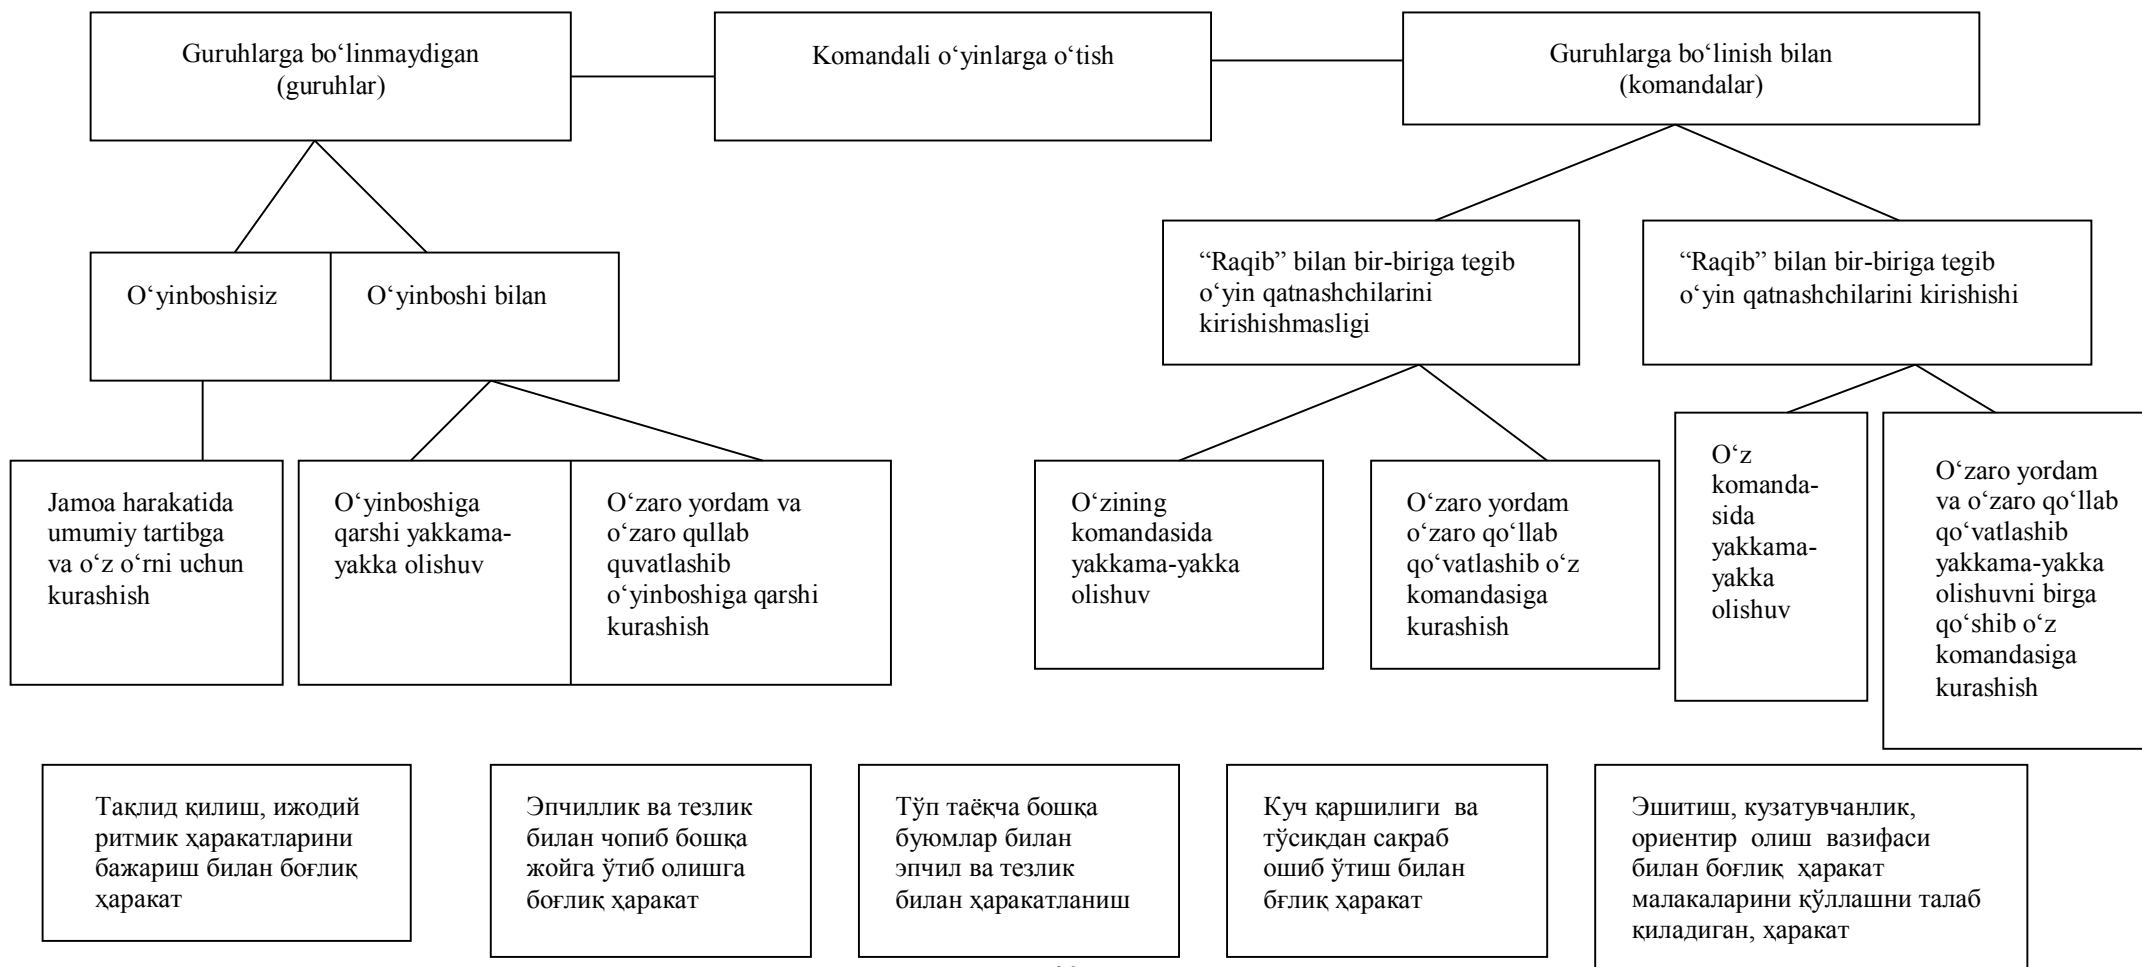 Guruhlarga bo‘linmaydigan
(guruhlar)
Komandali o‘yinlarga o‘tish
Guruhlarga bo‘linish bilan
(komandalar)
O‘yinboshisiz
O‘yinboshi bilan
“Raqib” bilan bir-biriga tegib
o‘yin qatnashchilarini
kirishishmasligi
“Raqib” bilan bir-biriga tegib
o‘yin qatnashchilarini kirishishi
Jamoa harakatida
umumiy tartibga
va o‘z o‘rni uchun
kurashish
O‘yinboshiga
qarshi yakkama-
yakka olishuv
O‘zaro yordam va
o‘zaro qullab
quvatlashib
o‘yinboshiga qarshi
kurashish
O‘zining
komandasida
yakkama-yakka
olishuv
O‘zaro yordam
o‘zaro qo‘llab
qo‘vatlashib o‘z
komandasiga
kurashish
O‘z
komanda-
sida
yakkama-
yakka
olishuv
O‘zaro yordam
va o‘zaro qo‘llab
qo‘vatlashib
yakkama-yakka
olishuvni birga
qo‘shib o‘z
komandasiga
kurashish
Тақлид қилиш, ижодий
ритмик ҳаракатларини
бажариш билан боғлиқ
ҳаракат
Эпчиллик ва тезлик
билан чопиб бошқа
жойга ўтиб олишга
боғлиқ ҳаракат
Тўп таёқча бошқа
буюмлар билан
эпчил ва тезлик
билан ҳаракатланиш
Куч қаршилиги ва
тўсиқдан сакраб
ошиб ўтиш билан
бғлиқ ҳаракат
Эшитиш, кузатувчанлик,
ориентир олиш вазифаси
билан боғлиқ ҳаракат
малакаларини қўллашни талаб
қиладиган, ҳаракат